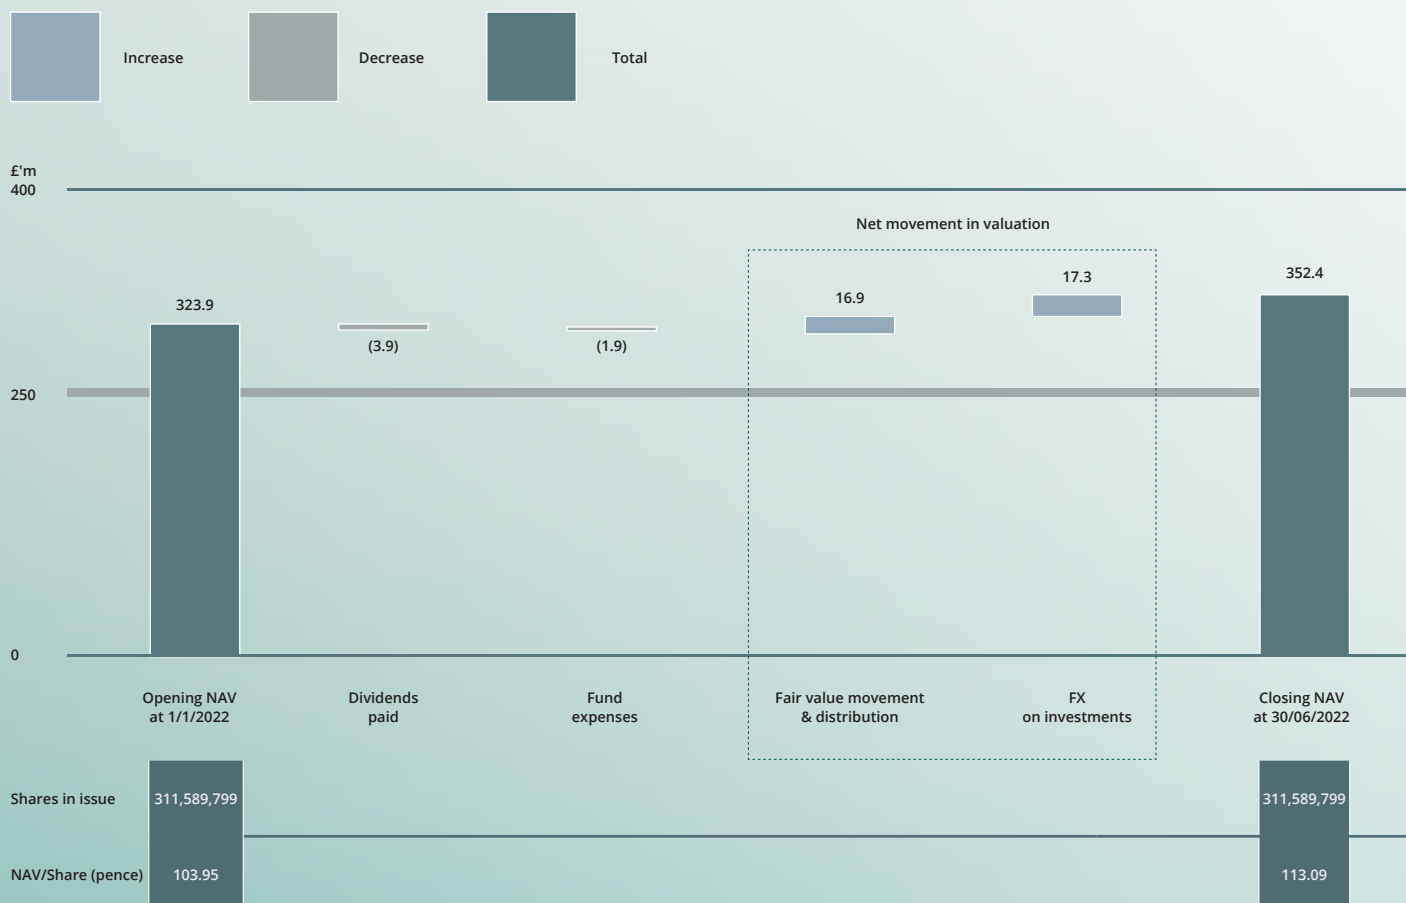 Increase
Decrease
Total
£'m
400
Net movement in valuation
323.9
(3.9)
(1.9)
16.9
17.3
352.4
250
0
Opening NAV
at 1/1/2022
Dividends
paid
Fund
expenses
Fair value movement
& distribution
FX
on investments
Closing NAV
at 30/06/2022
Shares in issue
311,589,799
311,589,799
NAV/Share (pence)
103.95
113.09